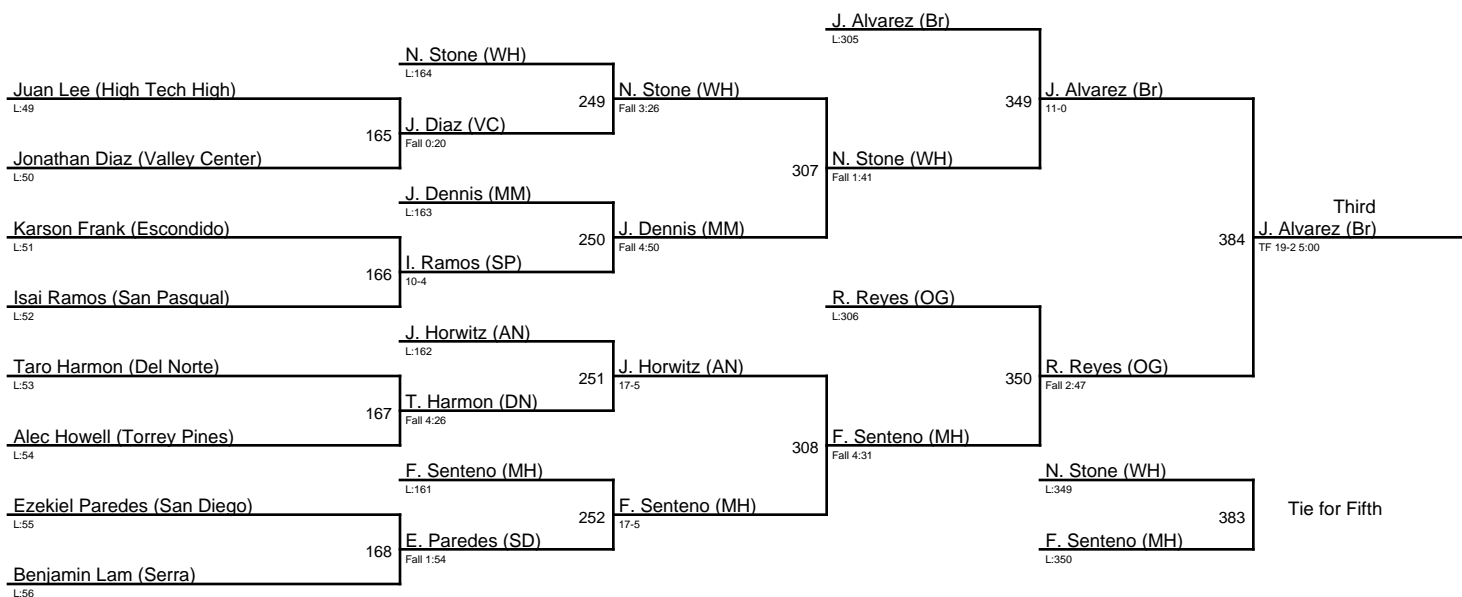 J. Alvarez (Br)
L:305
N. Stone (WH)
L:164
Juan Lee (High Tech High)
L:49
N. Stone (WH)
Fall 3:26
J. Alvarez (Br)
11-0
249
349
J. Diaz (VC)
Fall 0:20
165
Jonathan Diaz (Valley Center)
L:50
N. Stone (WH)
Fall 1:41
307
J. Dennis (MM)
L:163
Third
Karson Frank (Escondido)
L:51
J. Dennis (MM)
Fall 4:50
J. Alvarez (Br)
TF 19-2 5:00
250
384
I. Ramos (SP)
10-4
166
Isai Ramos (San Pasqual)
L:52
R. Reyes (OG)
L:306
J. Horwitz (AN)
L:162
Taro Harmon (Del Norte)
L:53
J. Horwitz (AN)
17-5
R. Reyes (OG)
Fall 2:47
251
350
T. Harmon (DN)
Fall 4:26
167
Alec Howell (Torrey Pines)
L:54
F. Senteno (MH)
Fall 4:31
308
F. Senteno (MH)
L:161
N. Stone (WH)
L:349
Ezekiel Paredes (San Diego)
L:55
F. Senteno (MH)
17-5
252
383
Tie for Fifth
E. Paredes (SD)
Fall 1:54
168
F. Senteno (MH)
L:350
Benjamin Lam (Serra)
L:56